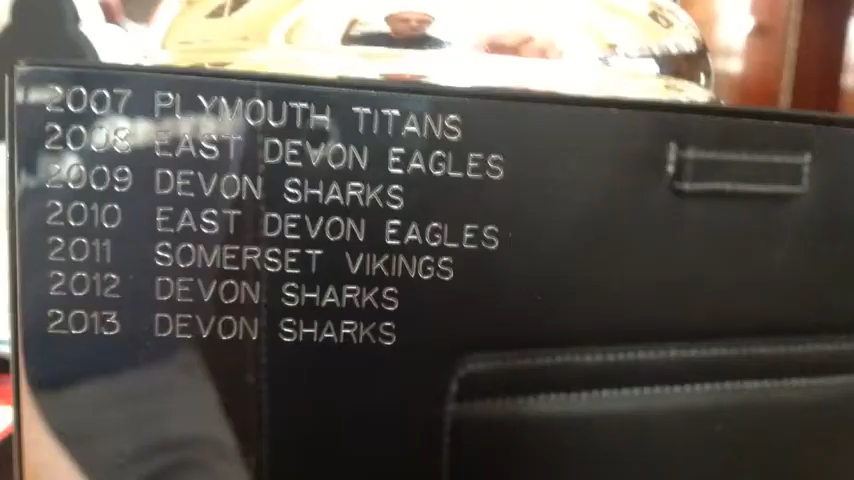 2007 PLYMOUTH TITANS
2008 EAST DEVON EAGLES
2009 DEVON SHARKS
2010 EAST DEVON EAGLES
2011 SOMERSET VIKINGS
2012 DEVON SHARKS
2013 DEVON SHARKS